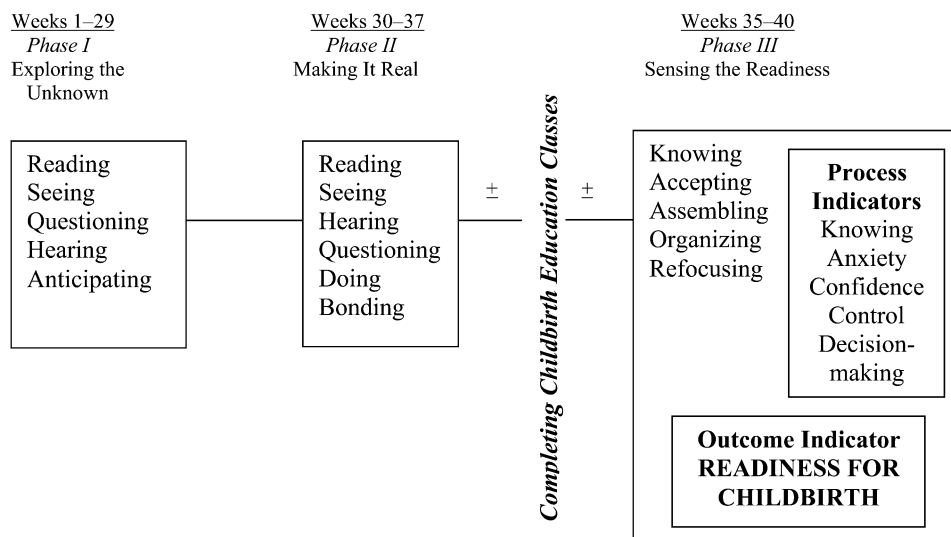 Weeks 1–29
Phase I
Exploring the
Unknown
Weeks 30–37
Phase II
Making It Real
Weeks 35–40
Phase III
Sensing the Readiness
Reading
Seeing
Questioning
Hearing
Anticipating
Reading
Seeing
Hearing
Questioning
Doing
Bonding
±
Completing Childbirth Education Classes
±
Knowing
Accepting
Assembling
Organizing
Refocusing
Process
Indicators
Knowing
Anxiety
Confidence
Control
Decision-
making
Outcome Indicator
READINESS FOR
CHILDBIRTH